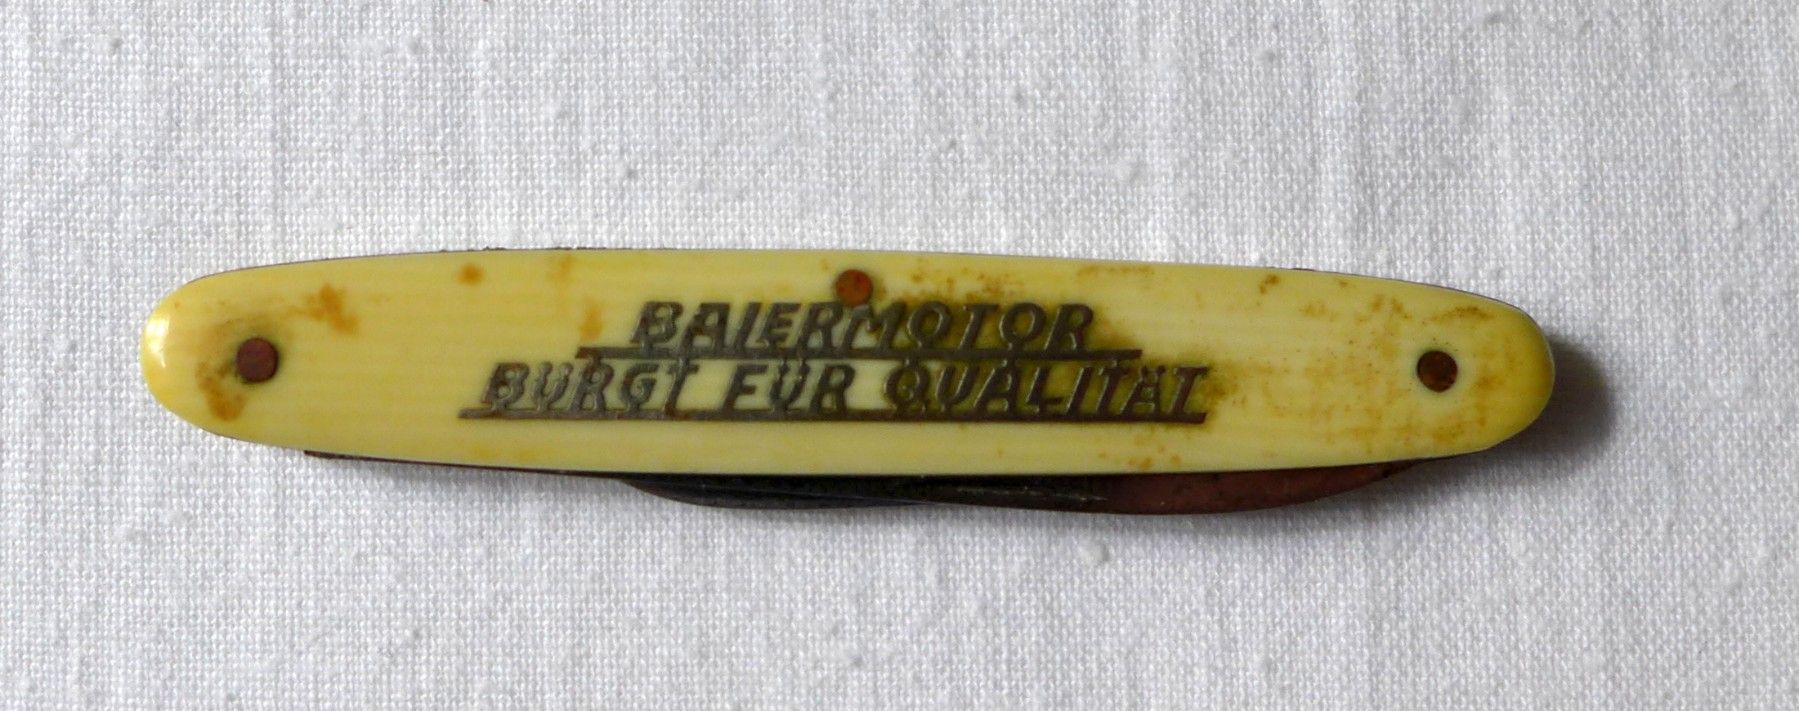 BAIERMOTOR
BÜRGT FÜR QUALITÄT